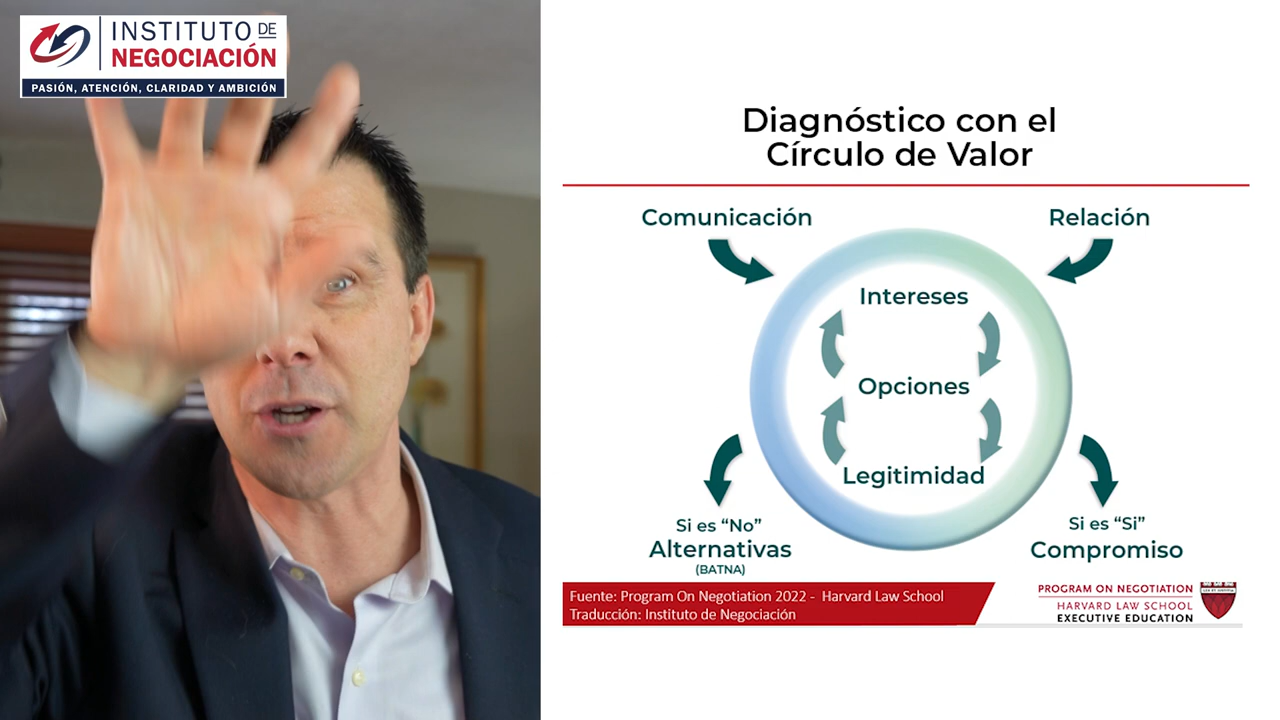 INSTITUTO DE
NEGOCIACIÓN
PASIÓN, ATENCIÓN, CLARIDAD Y AMBICIÓN
Diagnóstico con el
Círculo de Valor
Comunicación
Relación
Intereses
Opciones
Legitimidad
Si es “No”
Alternativas
(BATNA)
Si es “Si”
Compromiso
Fuente: Program On Negotiation 2022 - Harvard Law School
Traducción: Instituto de Negociación
PROGRAM ON NEGOTIATION
HARVARD LAW SCHOOL
EXECUTIVE EDUCATION